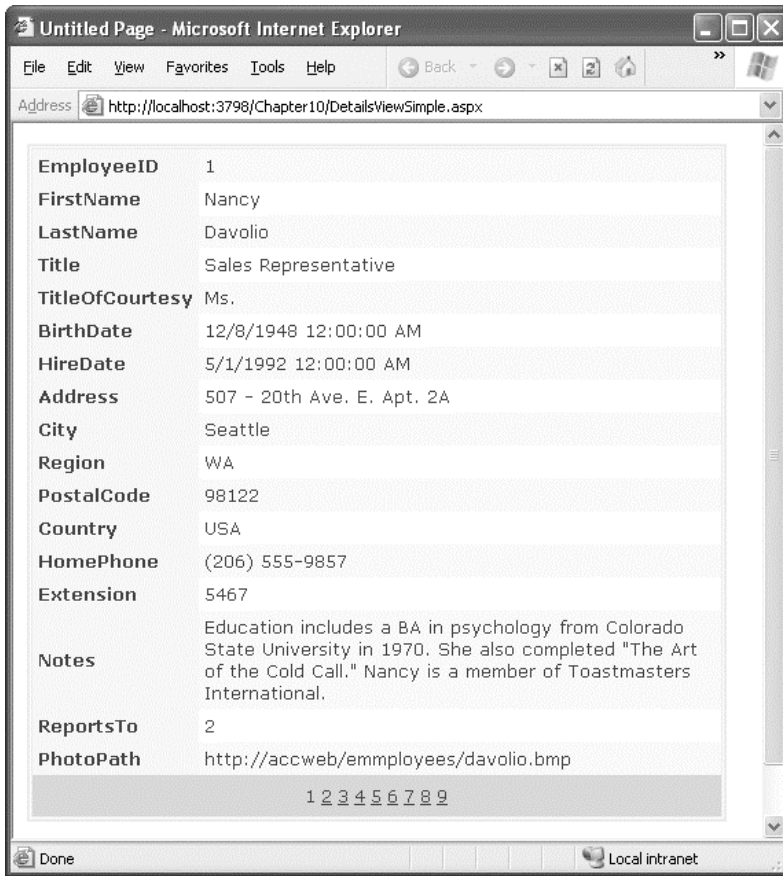 Untitled Page - Microsoft Internet Explorer
File Edit View Favorites Tools Help Back »
Address http://localhost:3798/Chapter10/DetailsViewSimple.aspx
EmployeeID 1
FirstName Nancy
LastName Davolio
Title Sales Representative
TitleOfCourtesy Ms.
BirthDate 12/8/1948 12:00:00 AM
HireDate 5/1/1992 12:00:00 AM
Address 507 - 20th Ave. E. Apt. 2A
City Seattle
Region WA
PostalCode 98122
Country USA
HomePhone (206) 555-9857
Extension 5467
Notes Education includes a BA in psychology from Colorado
State University in 1970. She also completed "The Art
of the Cold Call." Nancy is a member of Toastmasters
International.
ReportsTo 2
PhotoPath http://accweb/emmployees/davolio.bmp
1 2 3 4 5 6 7 8 9
Done Local intranet